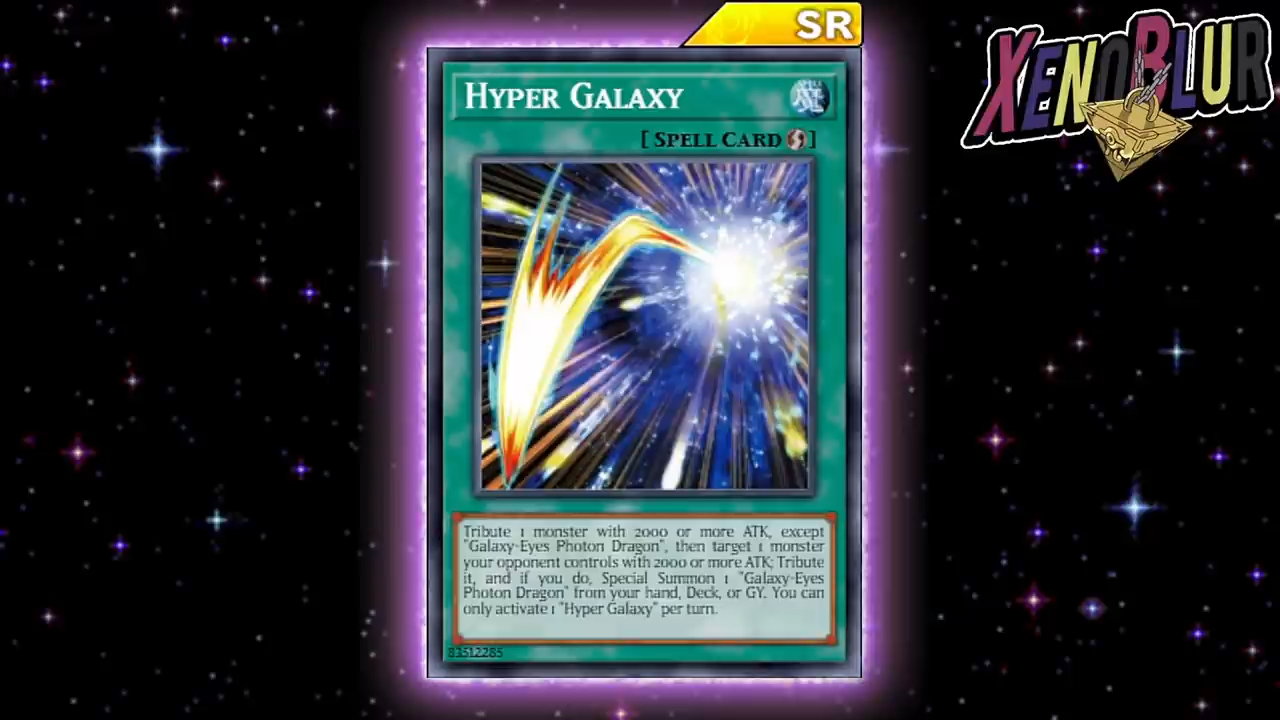 SR
XENOBLUR
HYPER GALAXY
[ SPELL CARD ]
Tribute 1 monster with 2000 or more ATK, except
"Galaxy-Eyes Photon Dragon", then target 1 monster
your opponent controls with 2000 or more ATK; Tribute
it, and if you do, Special Summon 1 "Galaxy-Eyes
Photon Dragon" from your hand, Deck, or GY. You can
only activate 1 "Hyper Galaxy" per turn.